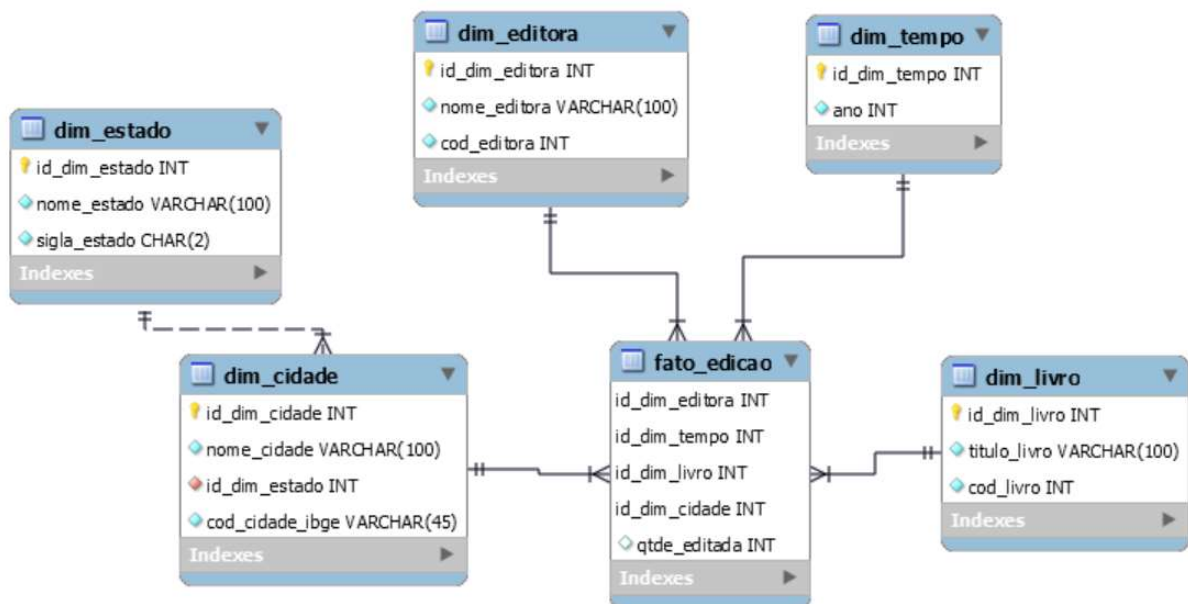 dim_editora
id_dim_editora INT
nome_editora VARCHAR(100)
cod_editora INT
Indexes
dim_tempo
id_dim_tempo INT
ano INT
Indexes
dim_estado
id_dim_estado INT
nome_estado VARCHAR(100)
sigla_estado CHAR(2)
Indexes
dim_cidade
id_dim_cidade INT
nome_cidade VARCHAR(100)
id_dim_estado INT
cod_cidade_ibge VARCHAR(45)
Indexes
fato_edicao
id_dim_editora INT
id_dim_tempo INT
id_dim_livro INT
id_dim_cidade INT
qtde_editada INT
Indexes
dim_livro
id_dim_livro INT
titulo_livro VARCHAR(100)
cod_livro INT
Indexes